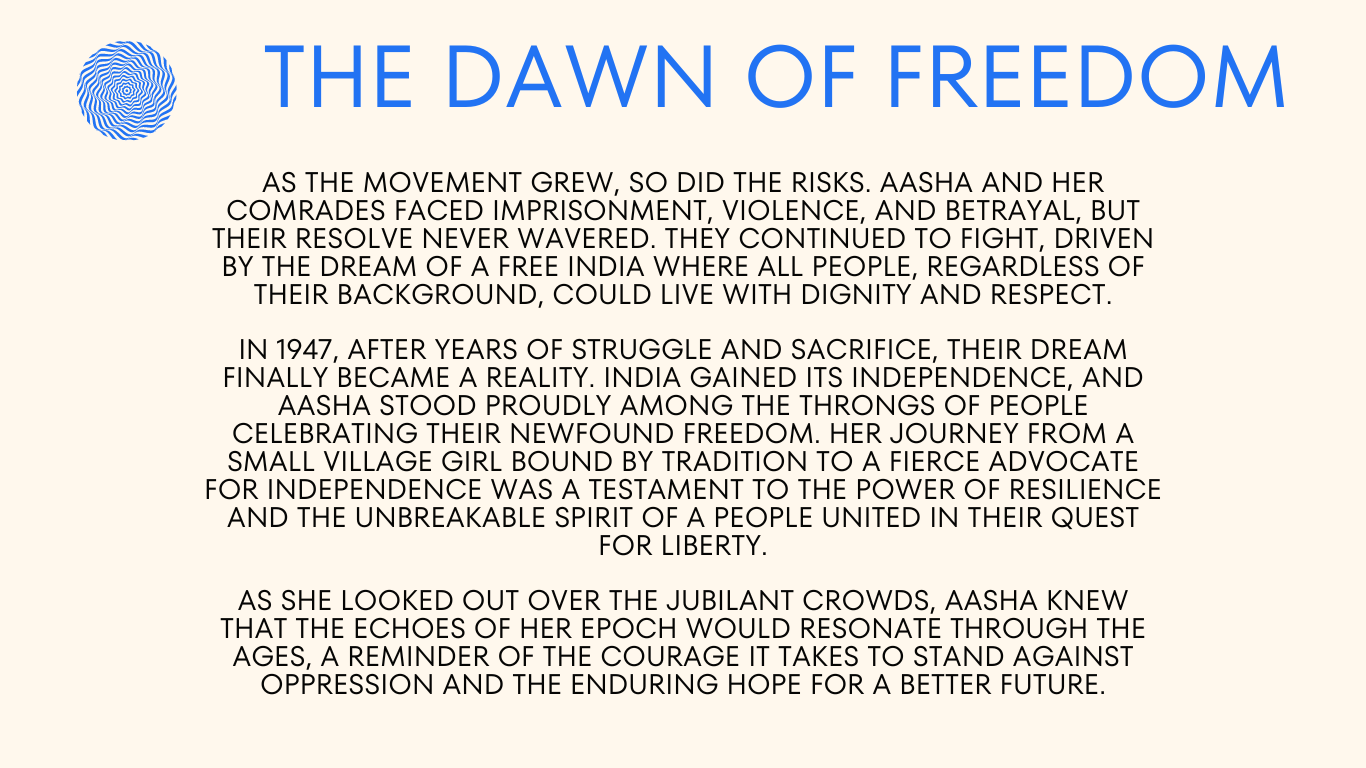 THE DAWN OF FREEDOM
AS THE MOVEMENT GREW, SO DID THE RISKS. AASHA AND HER
COMRADES FACED IMPRISONMENT, VIOLENCE, AND BETRAYAL, BUT
THEIR RESOLVE NEVER WAVERED. THEY CONTINUED TO FIGHT, DRIVEN
BY THE DREAM OF A FREE INDIA WHERE ALL PEOPLE, REGARDLESS OF
THEIR BACKGROUND, COULD LIVE WITH DIGNITY AND RESPECT.
IN 1947, AFTER YEARS OF STRUGGLE AND SACRIFICE, THEIR DREAM
FINALLY BECAME A REALITY. INDIA GAINED ITS INDEPENDENCE, AND
AASHA STOOD PROUDLY AMONG THE THRONGS OF PEOPLE
CELEBRATING THEIR NEWFOUND FREEDOM. HER JOURNEY FROM A
SMALL VILLAGE GIRL BOUND BY TRADITION TO A FIERCE ADVOCATE
FOR INDEPENDENCE WAS A TESTAMENT TO THE POWER OF RESILIENCE
AND THE UNBREAKABLE SPIRIT OF A PEOPLE UNITED IN THEIR QUEST
FOR LIBERTY.
AS SHE LOOKED OUT OVER THE JUBILANT CROWDS, AASHA KNEW
THAT THE ECHOES OF HER EPOCH WOULD RESONATE THROUGH THE
AGES, A REMINDER OF THE COURAGE IT TAKES TO STAND AGAINST
OPPRESSION AND THE ENDURING HOPE FOR A BETTER FUTURE.